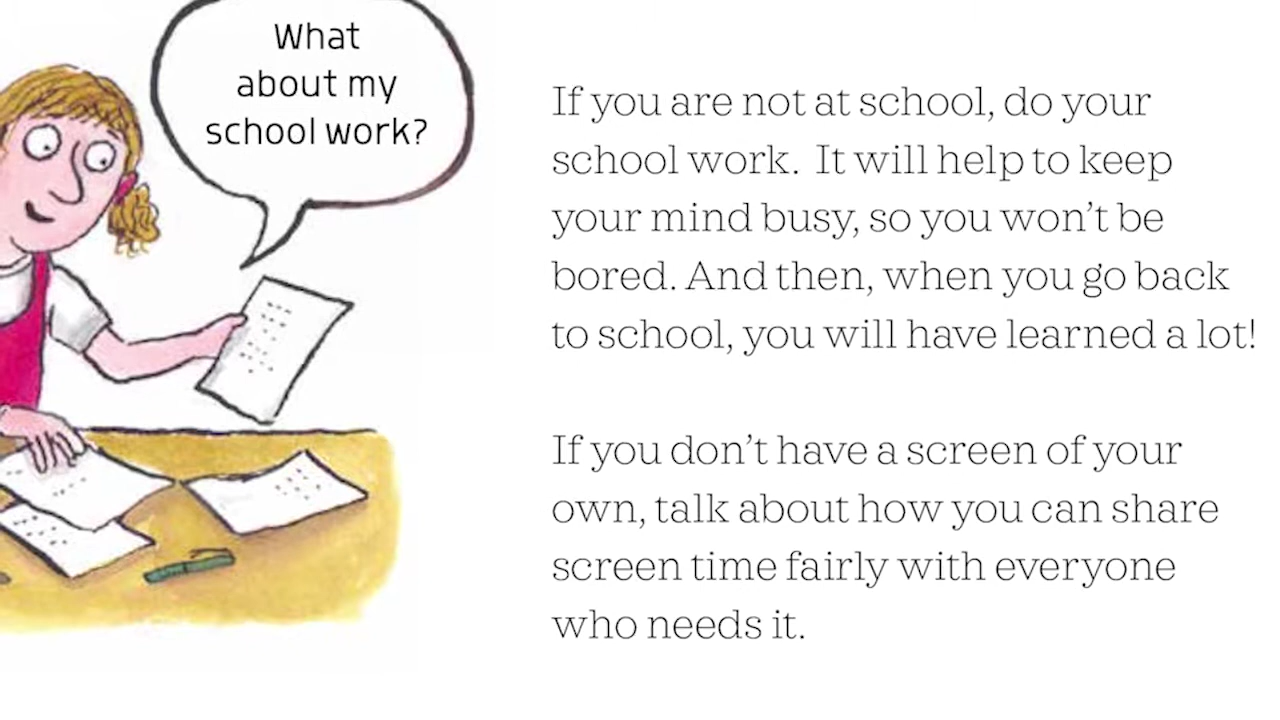 What
about my
school work?
If you are not at school, do your
school work.  It will help to keep
your mind busy, so you won’t be
bored. And then, when you go back
to school, you will have learned a lot!
If you don’t have a screen of your
own, talk about how you can share
screen time fairly with everyone
who needs it.